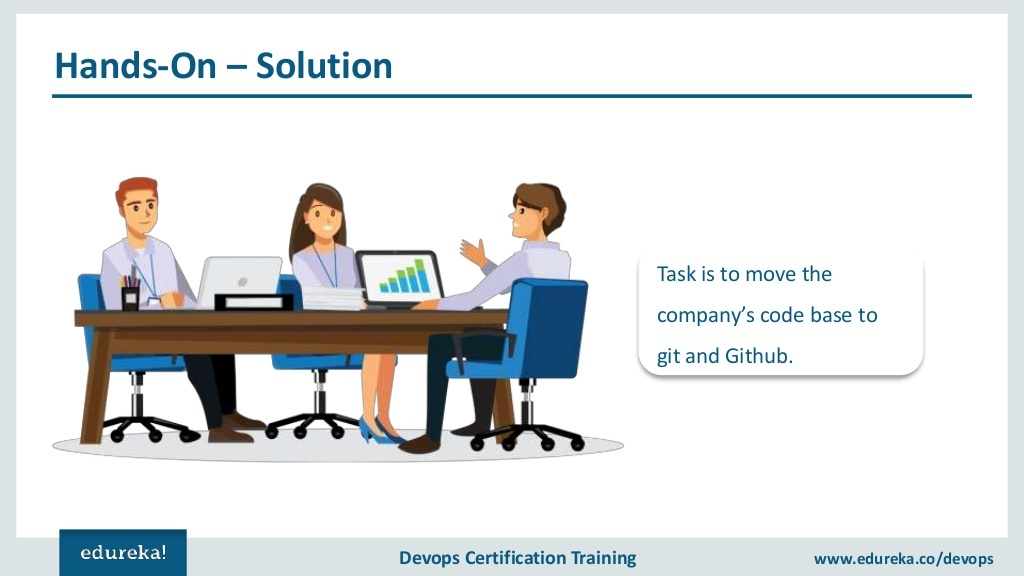 Hands-On – Solution
Task is to move the
company’s code base to
git and Github.
edureka!
Devops Certification Training
www.edureka.co/devops